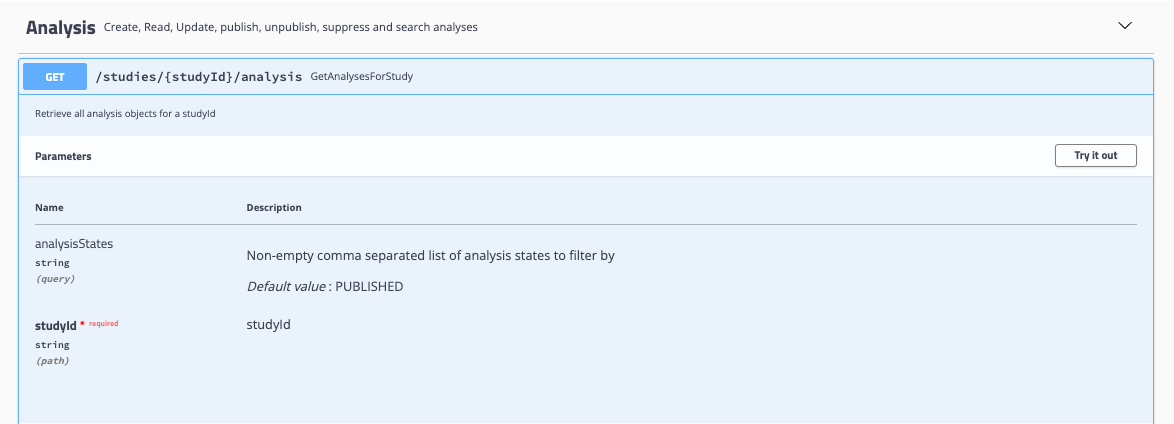 Analysis Create, Read, Update, publish, unpublish, suppress and search analyses
GET /studies/{studyId}/analysis GetAnalysesForStudy
Retrieve all analysis objects for a studyId
Parameters Try it out
Name Description
analysisStates
string
(query)
Non-empty comma separated list of analysis states to filter by
Default value : PUBLISHED
studyId * required
string
(path)
studyId